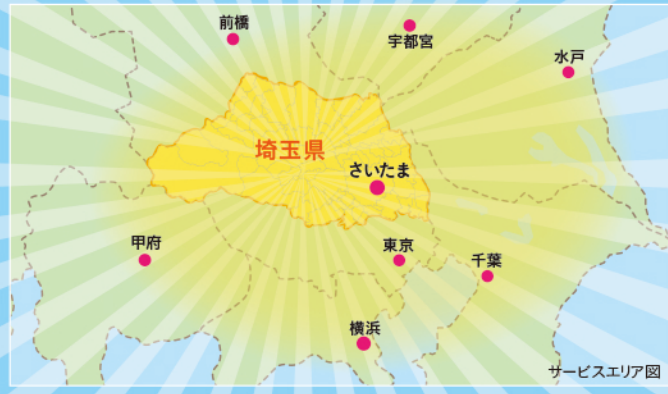 前橋
宇都宮
水戸
埼玉県
さいたま
甲府
東京
千葉
横浜
サービスエリア図